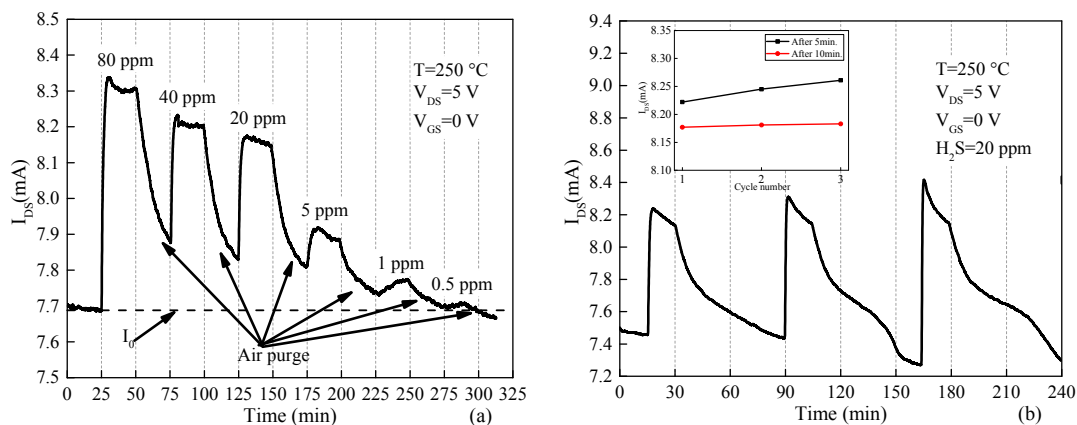 8.5
8.4
8.3
8.2
8.1
8.0
7.9
7.8
7.7
7.6
7.5
I_DS(mA)
80 ppm
40 ppm
20 ppm
5 ppm
1 ppm
0.5 ppm
T=250 °C
V_DS=5 V
V_GS=0 V
I_0
Air purge
0 25 50 75 100 125 150 175 200 225 250 275 300 325
Time (min)
(a)
9.4
9.2
9.0
8.8
8.6
8.4
8.2
8.0
7.8
7.6
7.4
7.2
I_DS(mA)
8.35
8.30
8.25
8.20
8.15
8.10
I_DS(mA)
After 5min.
After 10min.
1 2 3
Cycle number
T=250 °C
V_DS=5 V
V_GS=0 V
H_2S=20 ppm
0 30 60 90 120 150 180 210 240
Time (min)
(b)